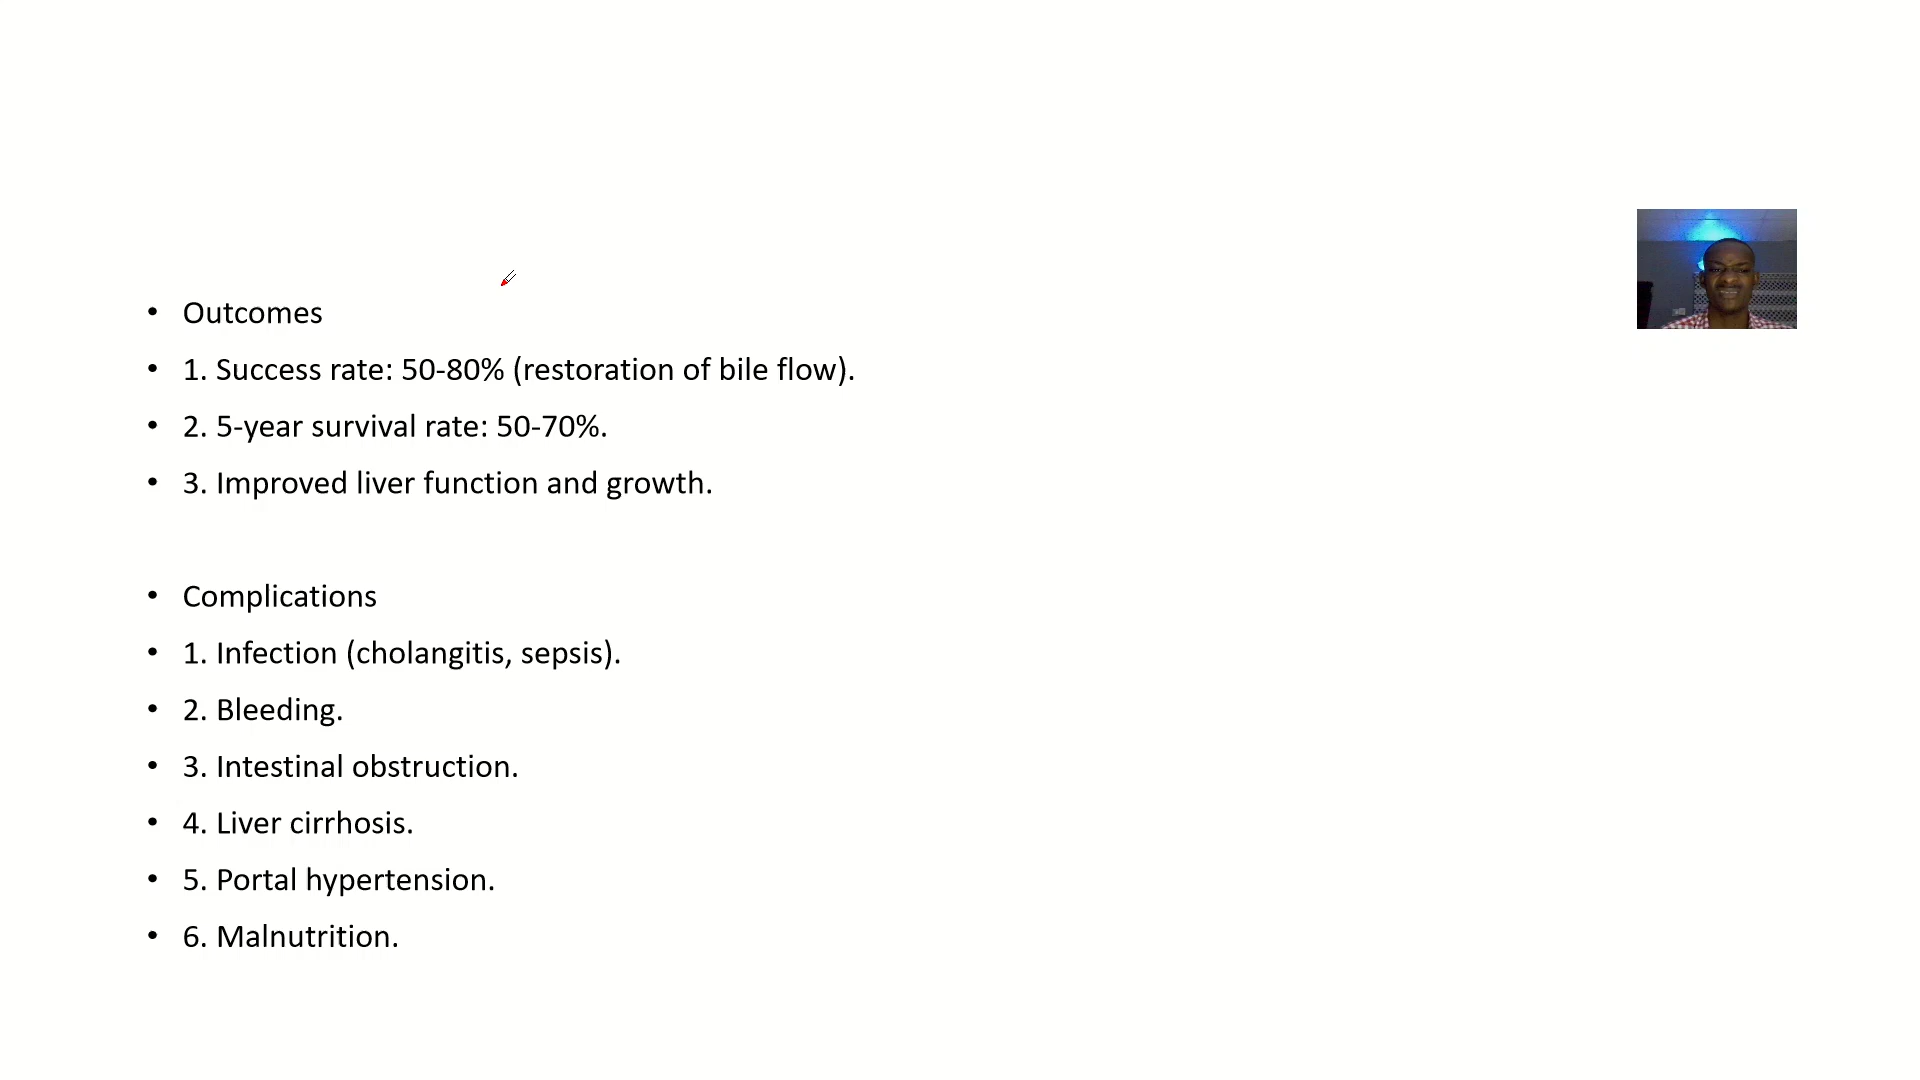 • Outcomes
• 1. Success rate: 50-80% (restoration of bile flow).
• 2. 5-year survival rate: 50-70%.
• 3. Improved liver function and growth.
• Complications
• 1. Infection (cholangitis, sepsis).
• 2. Bleeding.
• 3. Intestinal obstruction.
• 4. Liver cirrhosis.
• 5. Portal hypertension.
• 6. Malnutrition.